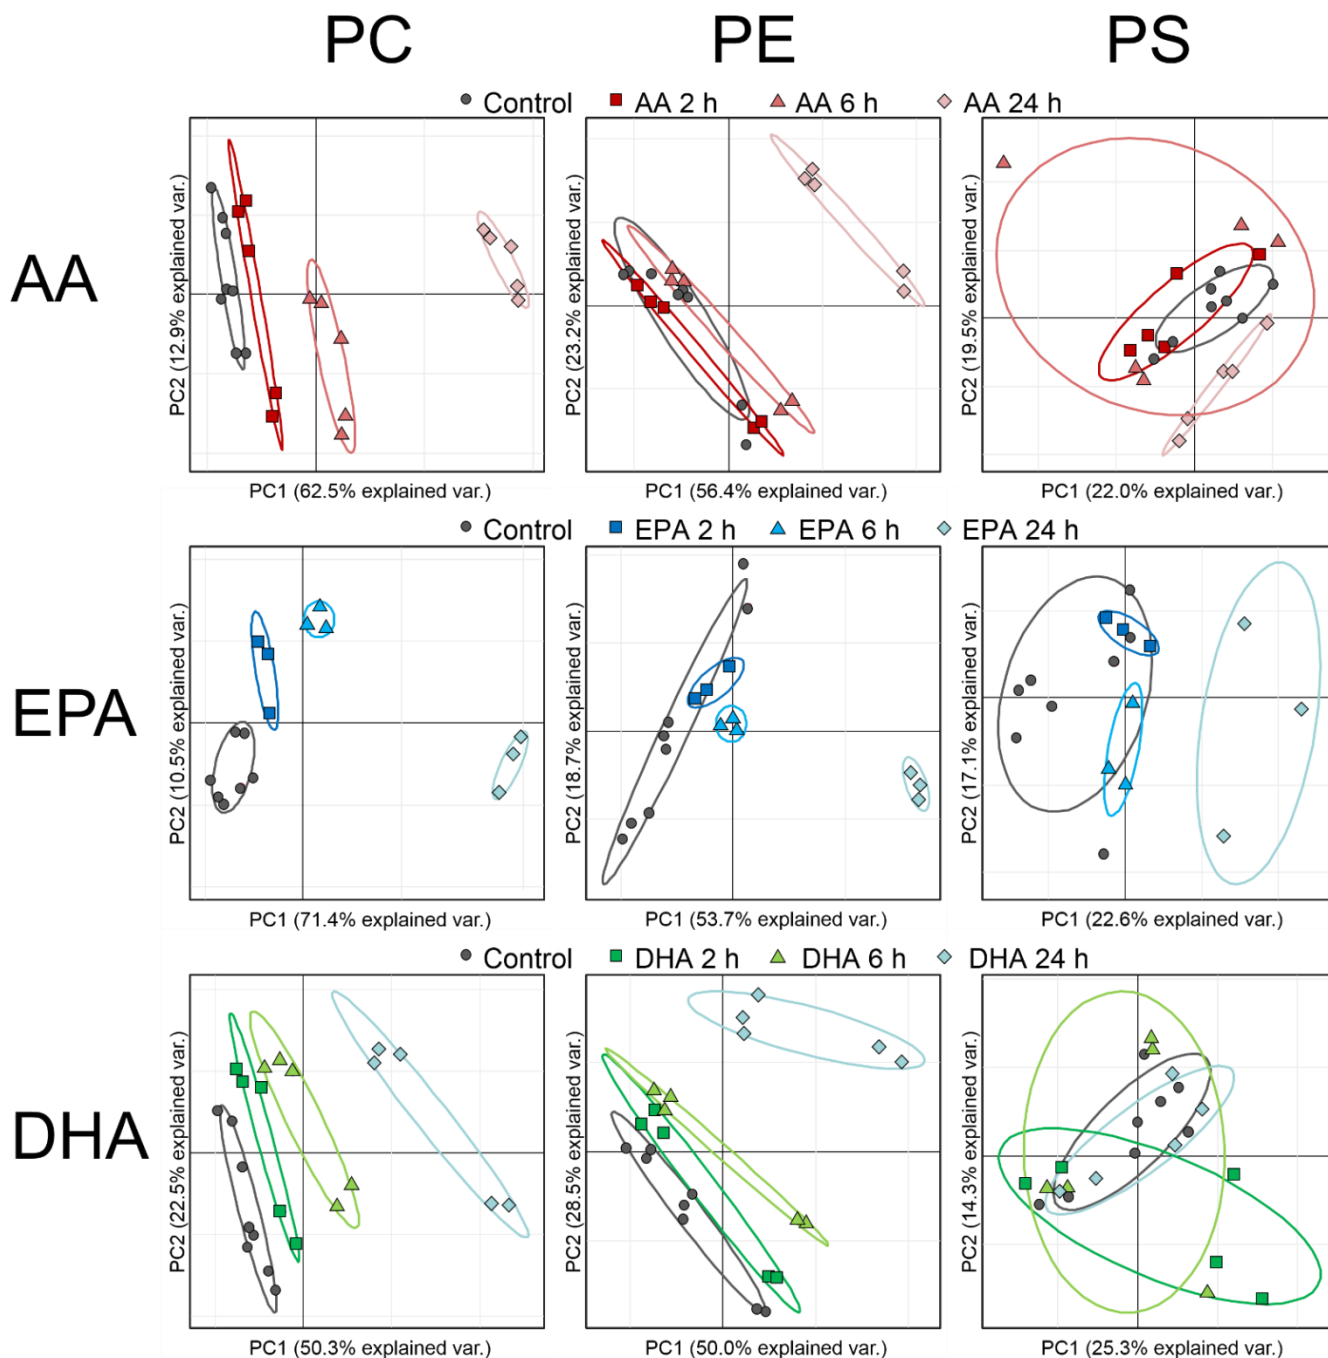 PC PE PS
Control AA 2 h AA 6 h AA 24 h
AA
PC2 (12.9% explained var.)
PC1 (62.5% explained var.)
PC2 (23.2% explained var.)
PC1 (56.4% explained var.)
PC2 (19.5% explained var.)
PC1 (22.0% explained var.)
Control EPA 2 h EPA 6 h EPA 24 h
EPA
PC2 (10.5% explained var.)
PC1 (71.4% explained var.)
PC2 (18.7% explained var.)
PC1 (53.7% explained var.)
PC2 (17.1% explained var.)
PC1 (22.6% explained var.)
Control DHA 2 h DHA 6 h DHA 24 h
DHA
PC2 (22.5% explained var.)
PC1 (50.3% explained var.)
PC2 (28.5% explained var.)
PC1 (50.0% explained var.)
PC2 (14.3% explained var.)
PC1 (25.3% explained var.)